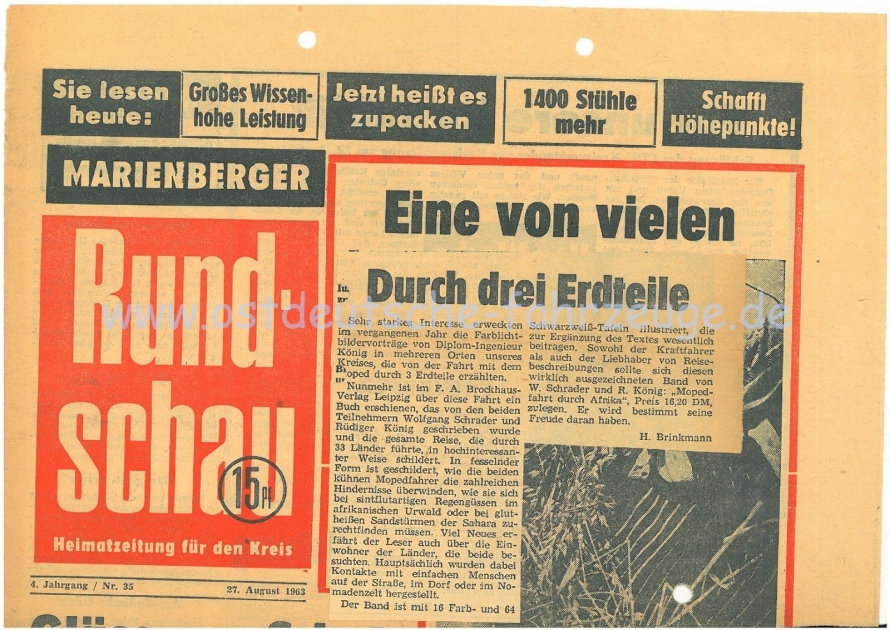 Sie lesen
heute:
Großes Wissen-
hohe Leistung
Jetzt heißt es
zupacken
1400 Stühle
mehr
Schafft
Höhepunkte!
MARIENBERGER
Rund-
schau
15 Pf
Heimatzeitung für den Kreis
4. Jahrgang / Nr. 35
27. August 1963
Eine von vielen
Durch drei Erdteile
Sehr starkes Interesse erweckten
im vergangenen Jahr die Farblicht-
bildervorträge von Diplom-Ingenieur
König in mehreren Orten unseres
Kreises, die von der Fahrt mit dem
Moped durch 3 Erdteile erzählten.
Nunmehr ist im F. A. Brockhaus-
Verlag Leipzig über diese Fahrt ein
Buch erschienen, das von den beiden
Teilnehmern Wolfgang Schrader und
Rüdiger König geschrieben wurde
und die gesamte Reise, die durch
33 Länder führte, in hochinteressan-
ter Weise schildert. In fesselnder
Form ist geschildert, wie die beiden
kühnen Mopedfahrer die zahlreichen
Hindernisse überwinden, wie sie sich
bei sintflutartigen Regengüssen im
afrikanischen Urwald oder bei glut-
heißen Sandstürmen der Sahara zu-
rechtfinden müssen. Viel Neues er-
fährt der Leser auch über die Ein-
wohner der Länder, die beide be-
suchten. Hauptsächlich wurden dabei
Kontakte mit einfachen Menschen
auf der Straße, im Dorf oder im No-
madenzelt hergestellt.
Der Band ist mit 16 Farb- und 64
Schwarzweiß-Tafeln illustriert, die
zur Ergänzung des Textes wesentlich
beitragen. Sowohl der Kraftfahrer
als auch der Liebhaber von Reise-
beschreibungen sollte sich diesen
wirklich ausgezeichneten Band von
W. Schrader und R. König: „Moped-
fahrt durch Afrika", Preis 16,20 DM,
zulegen. Er wird bestimmt seine
Freude daran haben.
H. Brinkmann
www.ostdeutsche-fahrzeuge.de